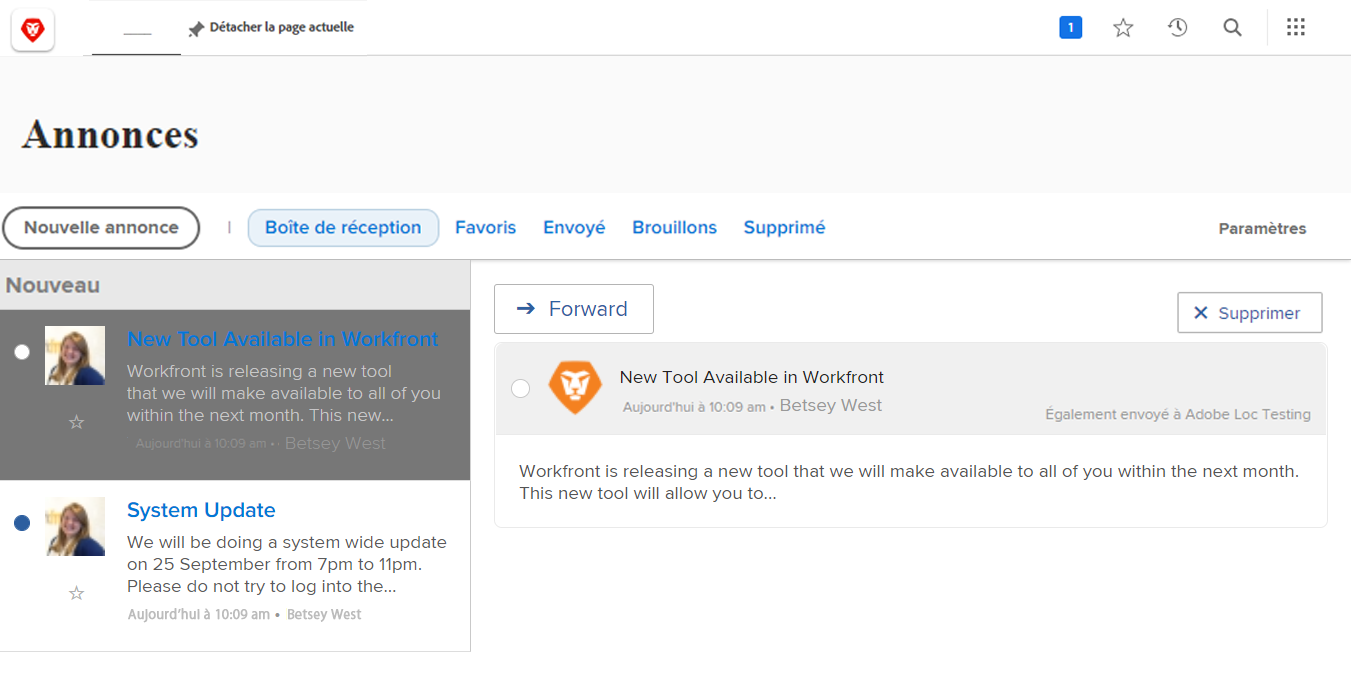 Détacher la page actuelle
1
Annonces
Nouvelle annonce | Boîte de réception Favoris Envoyé Brouillons Supprimé Paramètres
Nouveau
New Tool Available in Workfront
Workfront is releasing a new tool
that we will make available to all of you
within the next month. This new...
Aujourd'hui à 10:09 am • Betsey West
System Update
We will be doing a system wide update
on 25 September from 7pm to 11pm.
Please do not try to log into the...
Aujourd'hui à 10:09 am • Betsey West
Forward
Supprimer
New Tool Available in Workfront
Aujourd'hui à 10:09 am • Betsey West
Également envoyé à Adobe Loc Testing
Workfront is releasing a new tool that we will make available to all of you within the next month.
This new tool will allow you to...